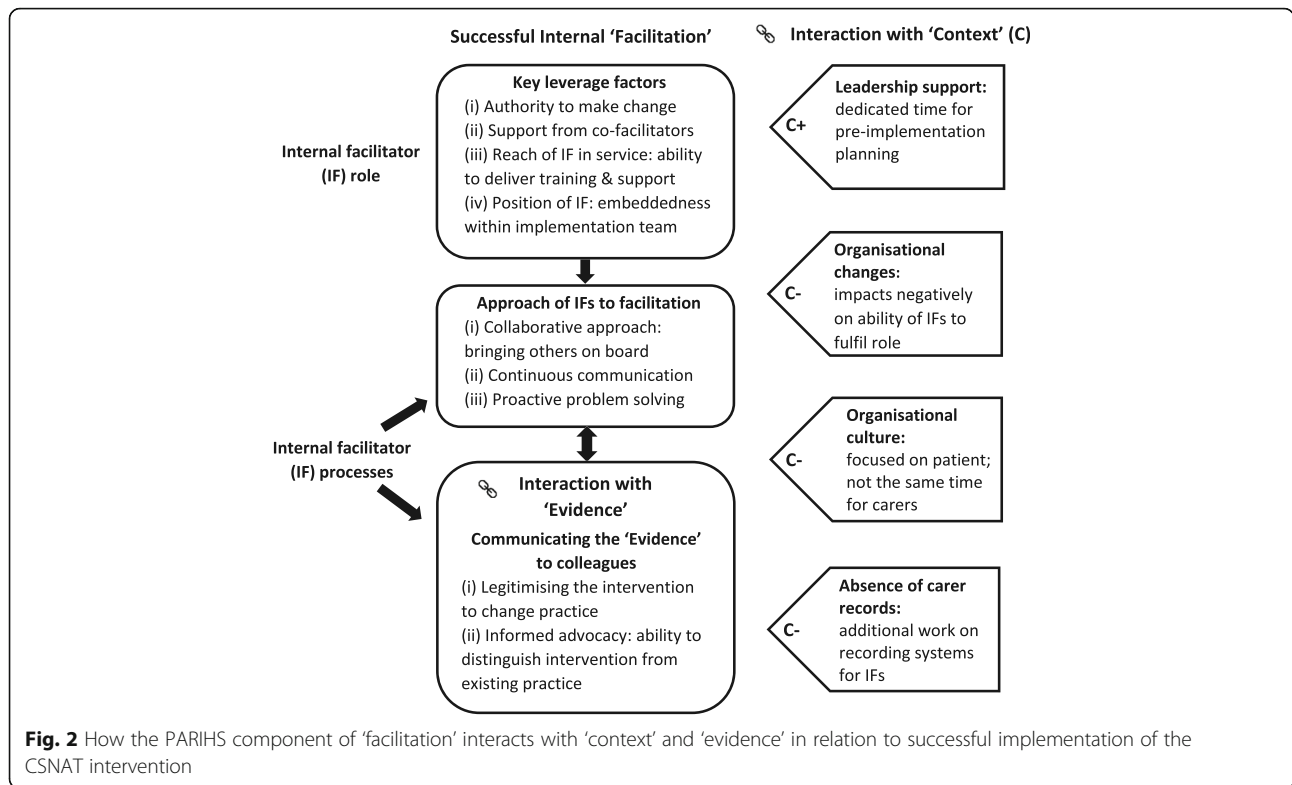 Successful Internal ‘Facilitation’
Interaction with ‘Context’ (C)
Internal facilitator
(IF) role
Key leverage factors
(i) Authority to make change
(ii) Support from co-facilitators
(iii) Reach of IF in service: ability
to deliver training & support
(iv) Position of IF: embeddedness
within implementation team
C+
Leadership support:
dedicated time for
pre-implementation
planning
C-
Organisational
changes:
impacts negatively
on ability of IFs to
fulfil role
Approach of IFs to facilitation
(i) Collaborative approach:
bringing others on board
(ii) Continuous communication
(iii) Proactive problem solving
Internal facilitator
(IF) processes
C-
Organisational
culture:
focused on patient;
not the same time
for carers
Interaction with
‘Evidence’
Communicating the ‘Evidence’
to colleagues
(i) Legitimising the intervention
to change practice
(ii) Informed advocacy: ability to
distinguish intervention from
existing practice
C-
Absence of carer
records:
additional work on
recording systems
for IFs
Fig. 2 How the PARIHS component of ‘facilitation’ interacts with ‘context’ and ‘evidence’ in relation to successful implementation of the
CSNAT intervention